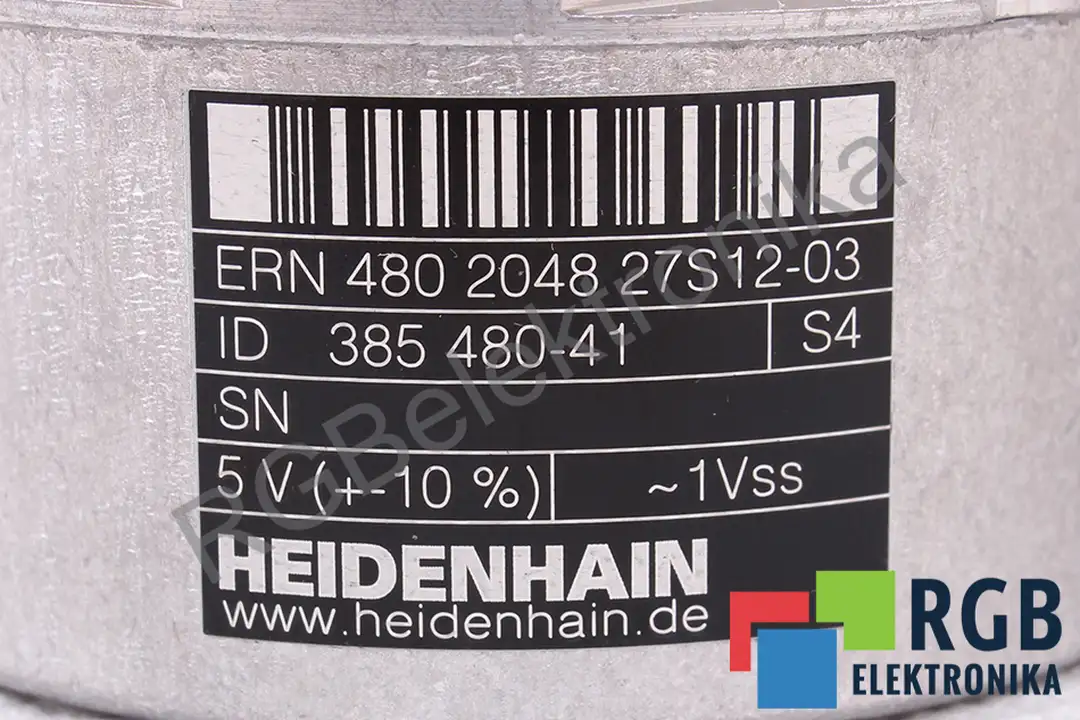 ERN 480 2048 27S12-03
ID 385 480-41 S4
SN
5 V (+-10 %) ~1Vss
HEIDENHAIN
www.heidenhain.de
RGBelektronika
RGB
ELEKTRONIKA